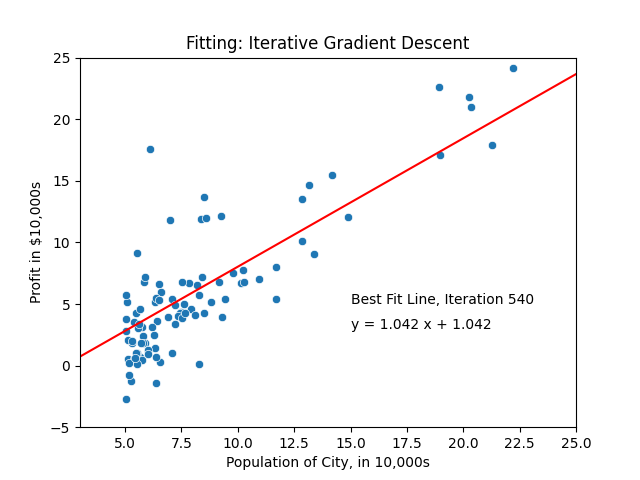 Fitting: Iterative Gradient Descent
Profit in $10,000s
25
20
15
10
5
0
−5
Best Fit Line, Iteration 540
y = 1.042 x + 1.042
5.0 7.5 10.0 12.5 15.0 17.5 20.0 22.5 25.0
Population of City, in 10,000s